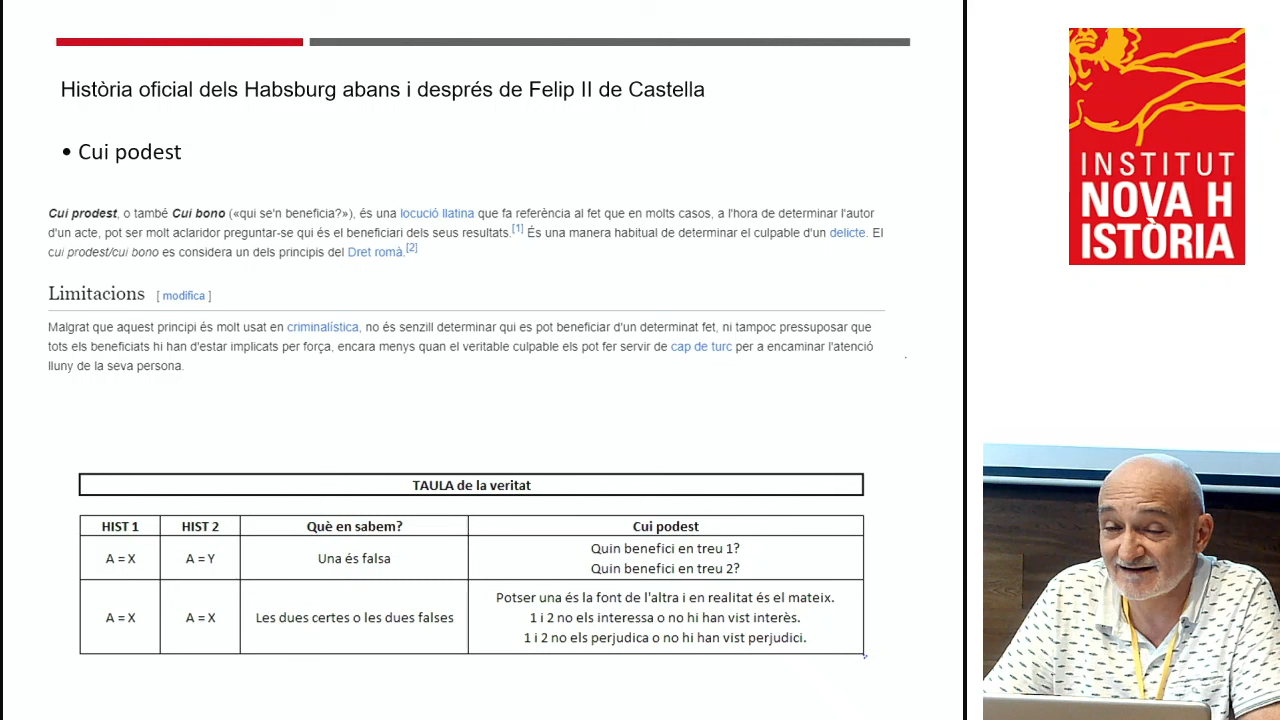 Història oficial dels Habsburg abans i després de Felip II de Castella
• Cui podest
Cui prodest, o també Cui bono («qui se'n beneficia?»), és una locució llatina que fa referència al fet que en molts casos, a l'hora de determinar l'autor
d'un acte, pot ser molt aclaridor preguntar-se qui és el beneficiari dels seus resultats.[1] És una manera habitual de determinar el culpable d'un delicte. El
cui prodest/cui bono es considera un dels principis del Dret romà.[2]
Limitacions [ modifica ]
Malgrat que aquest principi és molt usat en criminalística, no és senzill determinar qui es pot beneficiar d'un determinat fet, ni tampoc pressuposar que
tots els beneficiats hi han d'estar implicats per força, encara menys quan el veritable culpable els pot fer servir de cap de turc per a encaminar l'atenció
lluny de la seva persona.
TAULA de la veritat
HIST 1 HIST 2 Què en sabem? Cui podest
A = X A = Y Una és falsa Quin benefici en treu 1?
Quin benefici en treu 2?
A = X A = X Les dues certes o les dues falses Potser una és la font de l'altra i en realitat és el mateix.
1 i 2 no els interessa o no hi han vist interès.
1 i 2 no els perjudica o no hi han vist perjudici.
INSTITUT
NOVA H
ISTÒRIA